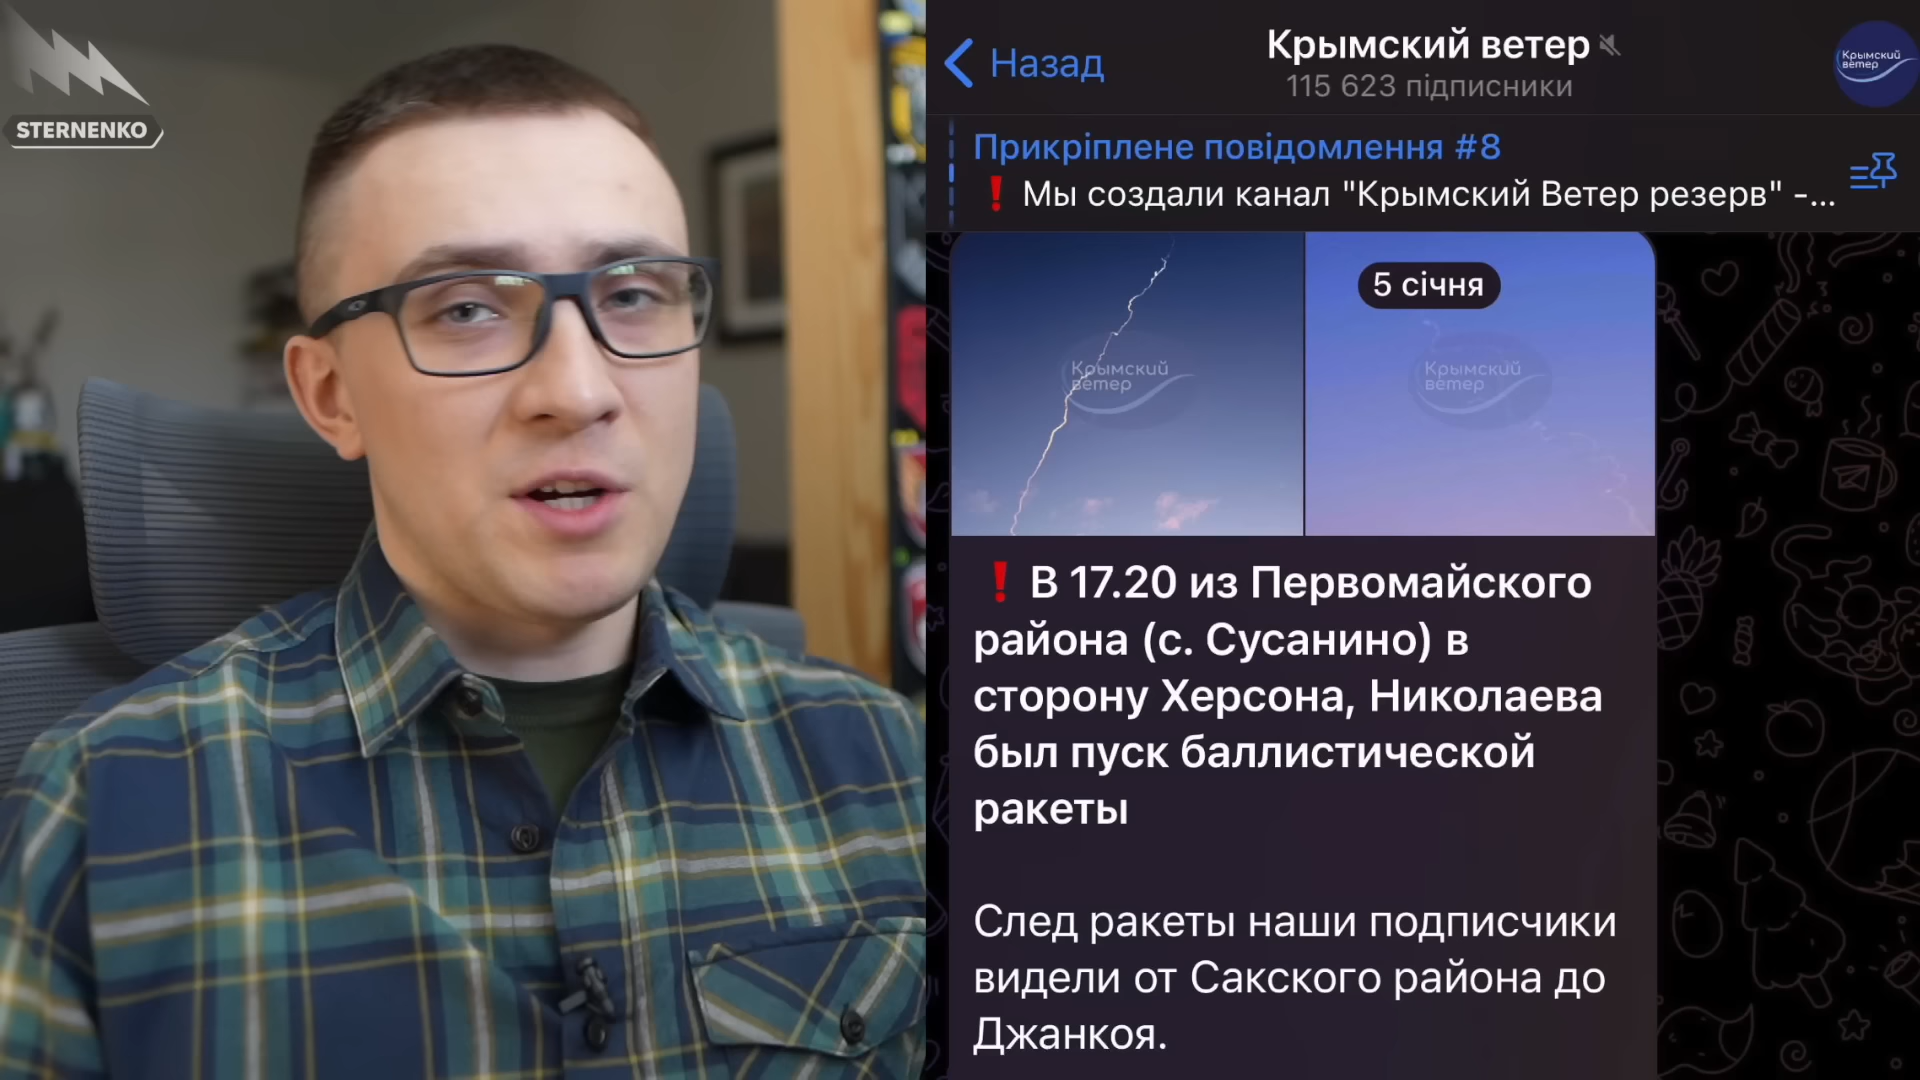 STERNENKO
Назад
Крымский ветер
115 623 підписники
Крымский
ветер
Прикріплене повідомлення #8
❗ Мы создали канал "Крымский Ветер резерв" -...
5 січня
Крымский
ветер
Крымский
ветер
❗ В 17.20 из Первомайского
района (с. Сусанино) в
сторону Херсона, Николаева
был пуск баллистической
ракеты
След ракеты наши подписчики
видели от Сакского района до
Джанкоя.